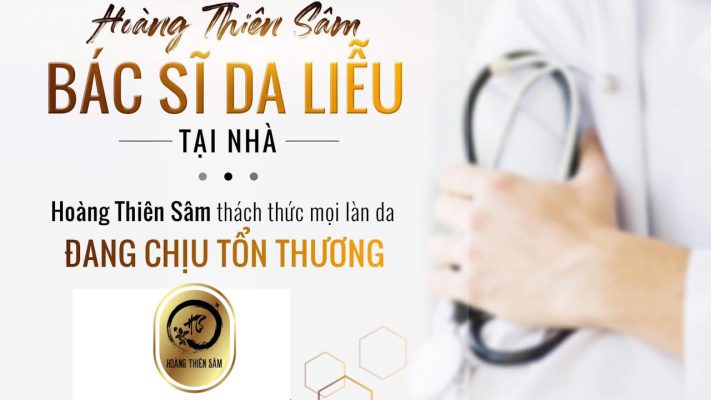 Hoàng Thiên Sâm
BÁC SĨ DA LIỄU
TẠI NHÀ
Hoàng Thiên Sâm thách thức mọi làn da
ĐANG CHỊU TỔN THƯƠNG
HOÀNG THIÊN SÂM